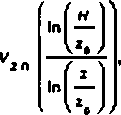 V₂ₙ ( ln(H/z₀) / ln(z/z₀) ),